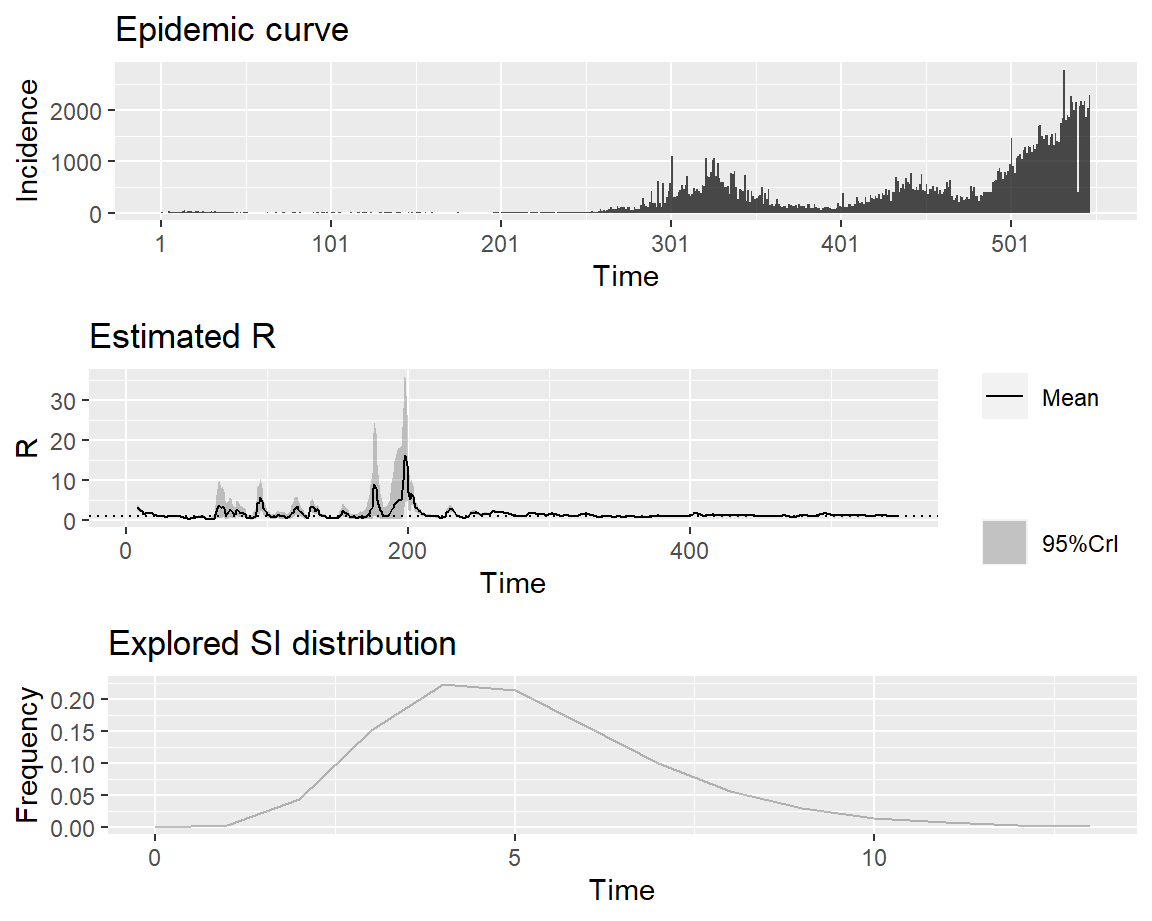 Epidemic curve
Incidence
2000
1000
0
1 101 201 301 401 501
Time
Estimated R
R
30
20
10
0
0 200 400
Time
Mean
95%CrI
Explored SI distribution
Frequency
0.20
0.15
0.10
0.05
0.00
0 5 10
Time